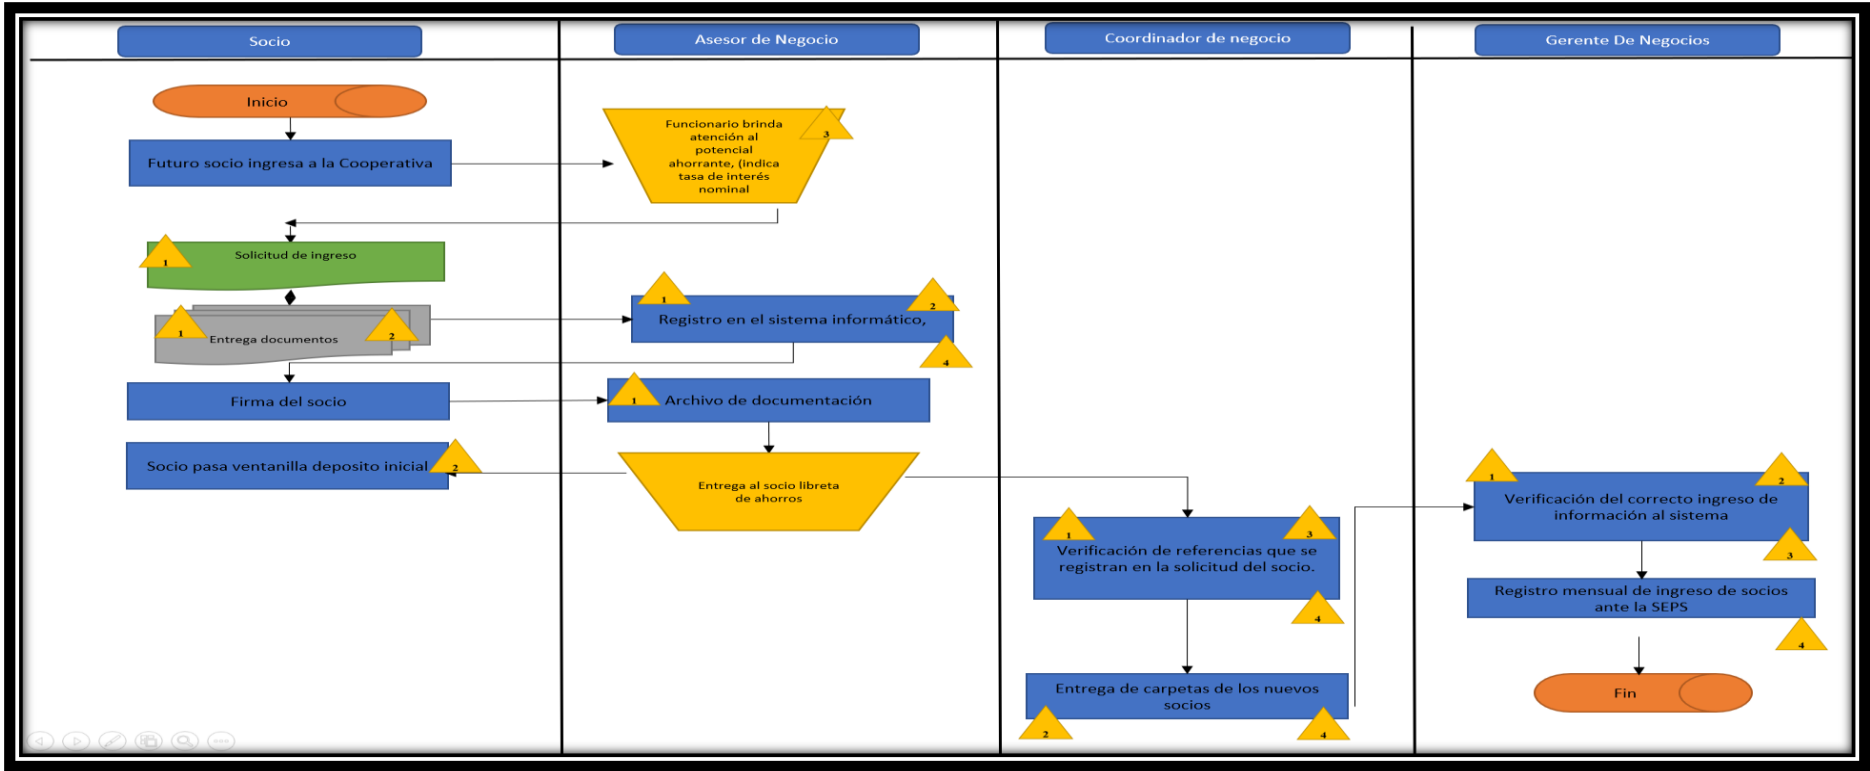 Socio
Asesor de Negocio
Coordinador de negocio
Gerente De Negocios
Inicio
Futuro socio ingresa a la Cooperativa
Funcionario brinda
atención al
potencial
ahorrante, (indica
tasa de interés
nominal
3
Solicitud de ingreso
1
Entrega documentos
1
2
Registro en el sistema informático,
1
2
4
Firma del socio
Archivo de documentación
1
Socio pasa ventanilla deposito inicial
2
Entrega al socio libreta
de ahorros
1
3
Verificación de referencias que se
registran en la solicitud del socio.
4
Entrega de carpetas de los nuevos
socios
2
4
1
2
Verificación del correcto ingreso de
información al sistema
3
Registro mensual de ingreso de socios
ante la SEPS
4
Fin